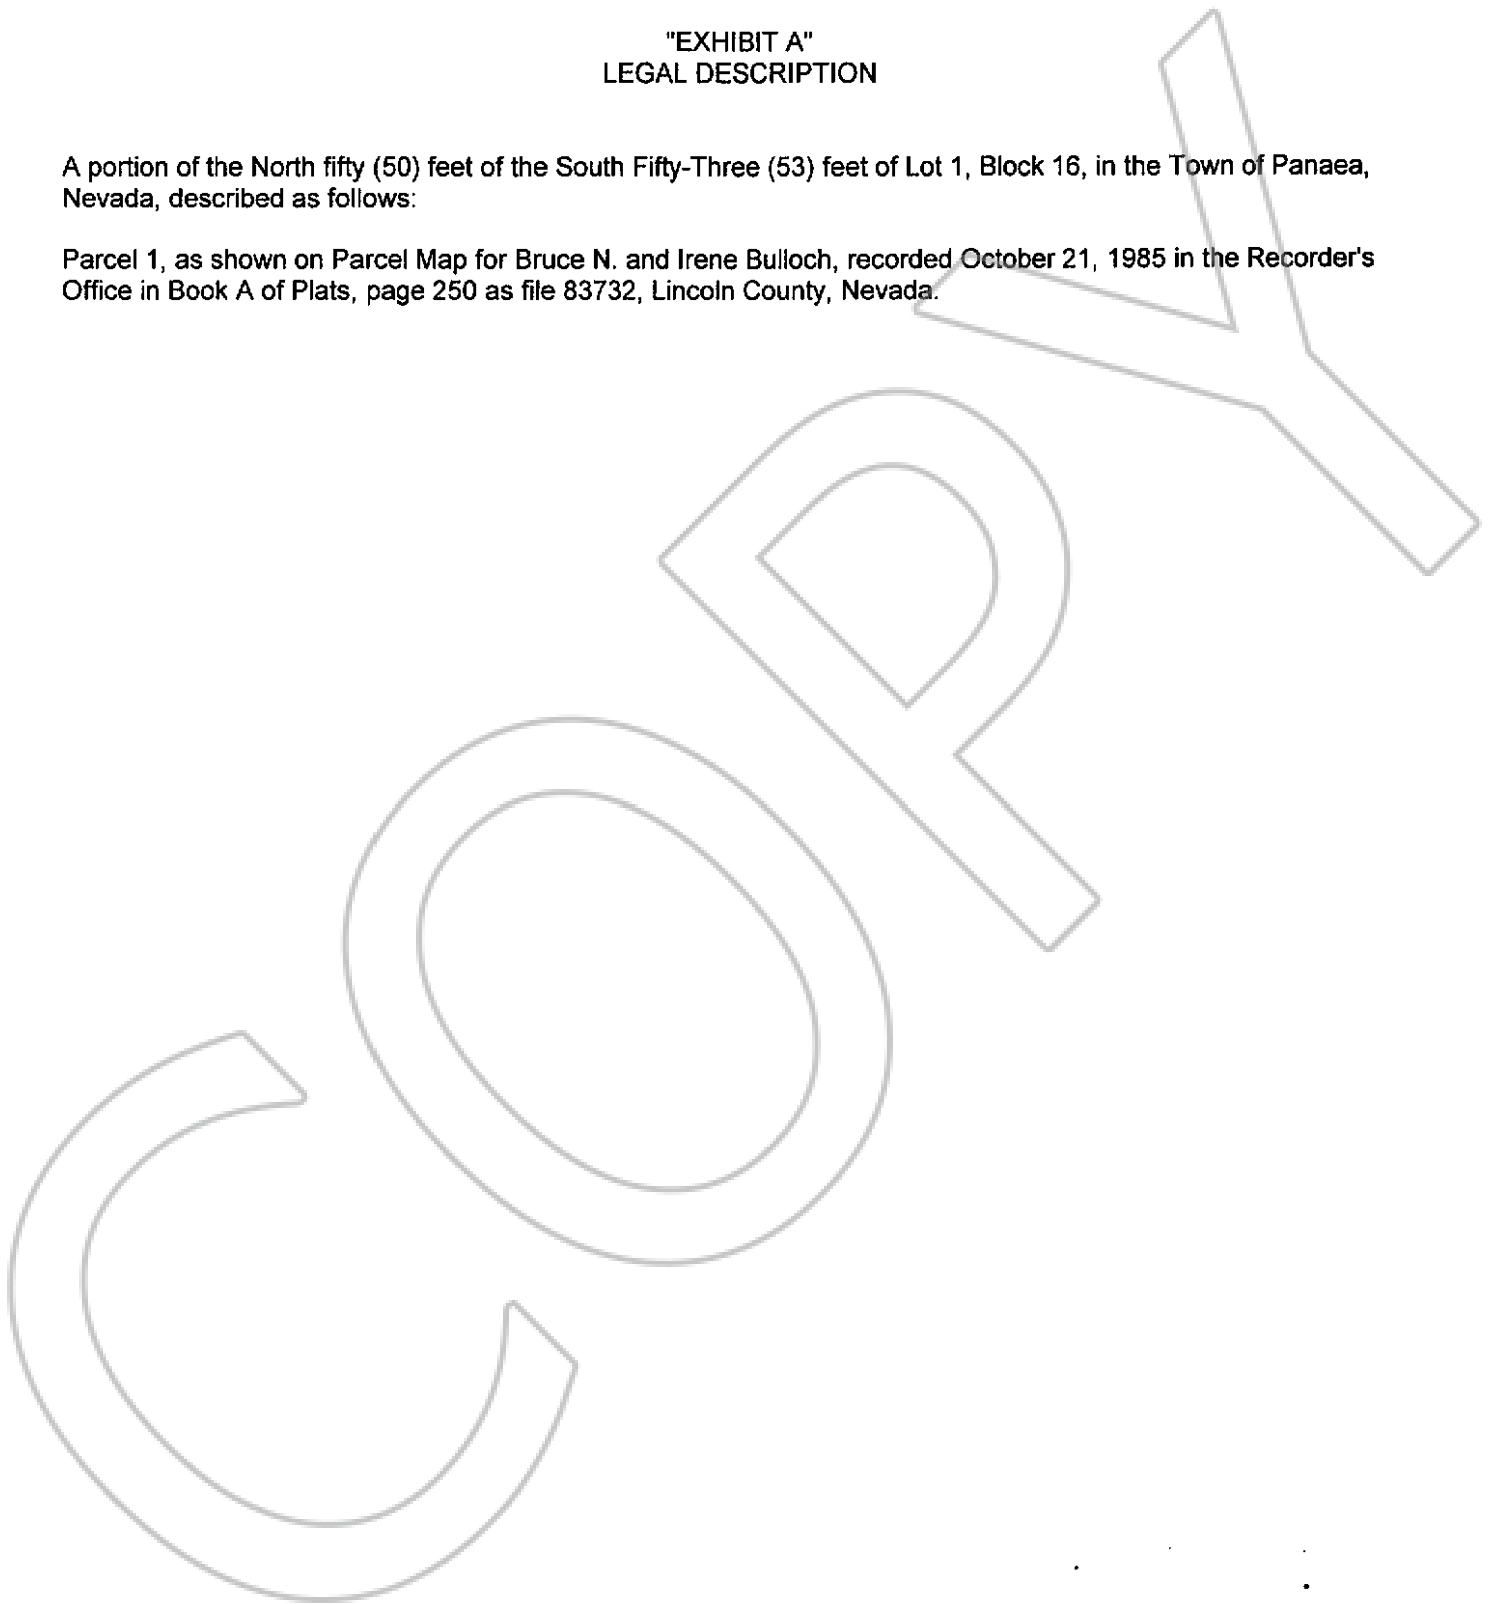 "EXHIBIT A"
LEGAL DESCRIPTION
A portion of the North fifty (50) feet of the South Fifty-Three (53) feet of Lot 1, Block 16, in the Town of Panaea,
Nevada, described as follows:
Parcel 1, as shown on Parcel Map for Bruce N. and Irene Bulloch, recorded October 21, 1985 in the Recorder's
Office in Book A of Plats, page 250 as file 83732, Lincoln County, Nevada.
COPY